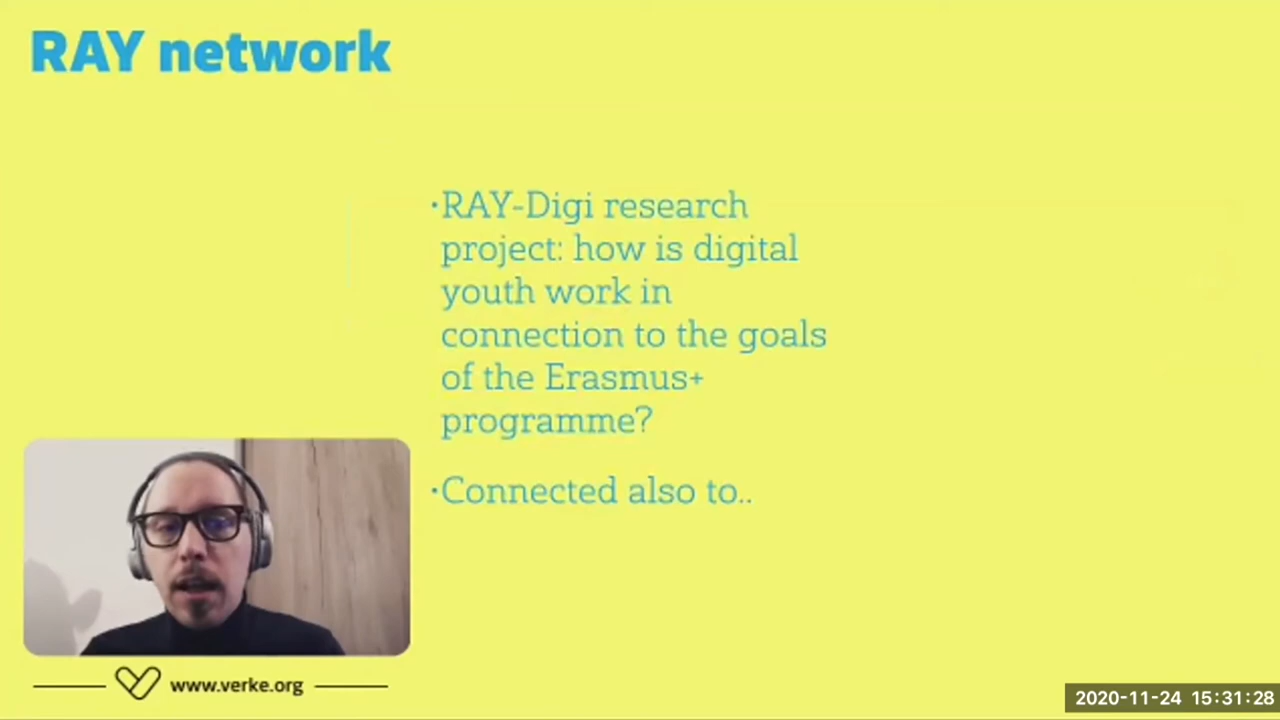 RAY network
·RAY-Digi research
project: how is digital
youth work in
connection to the goals
of the Erasmus+
programme?
·Connected also to..
www.verke.org
2020-11-24 15:31:28